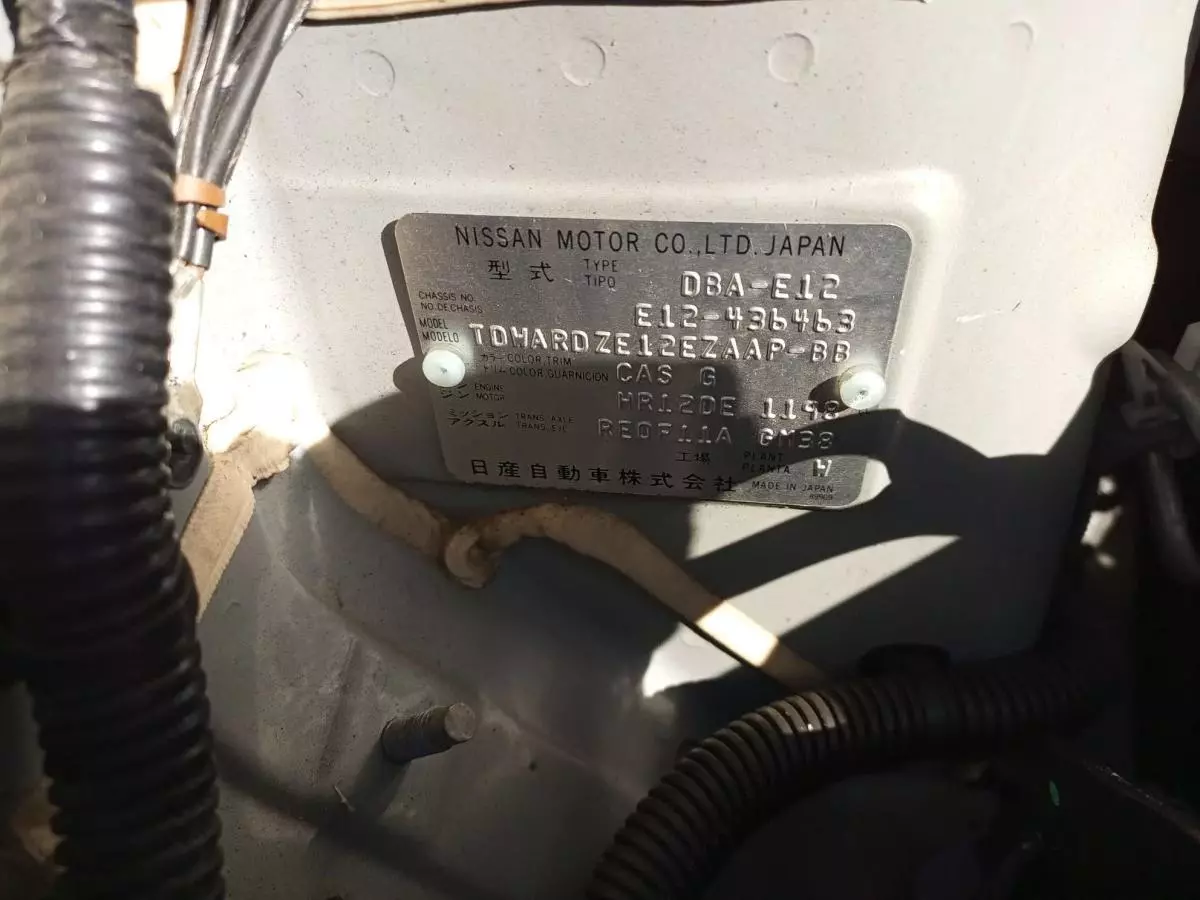 NISSAN MOTOR CO.,LTD.JAPAN
型式 TYPE TIPO DBA-E12
CHASSIS NO. NO.DE.CHASIS E12-436463
MODEL MODELO TDHARDZE12EZAAP-BB
カラー COLOR,TRIM COLOR,GUARNICION CAS G
ENGINE MOTOR HR12DE 1198
ミッション アクスル TRANS.AXLE TRANS.EJE RE0F11A GM38
工場 PLANT PLANTA H
日産自動車株式会社 MADE IN JAPAN